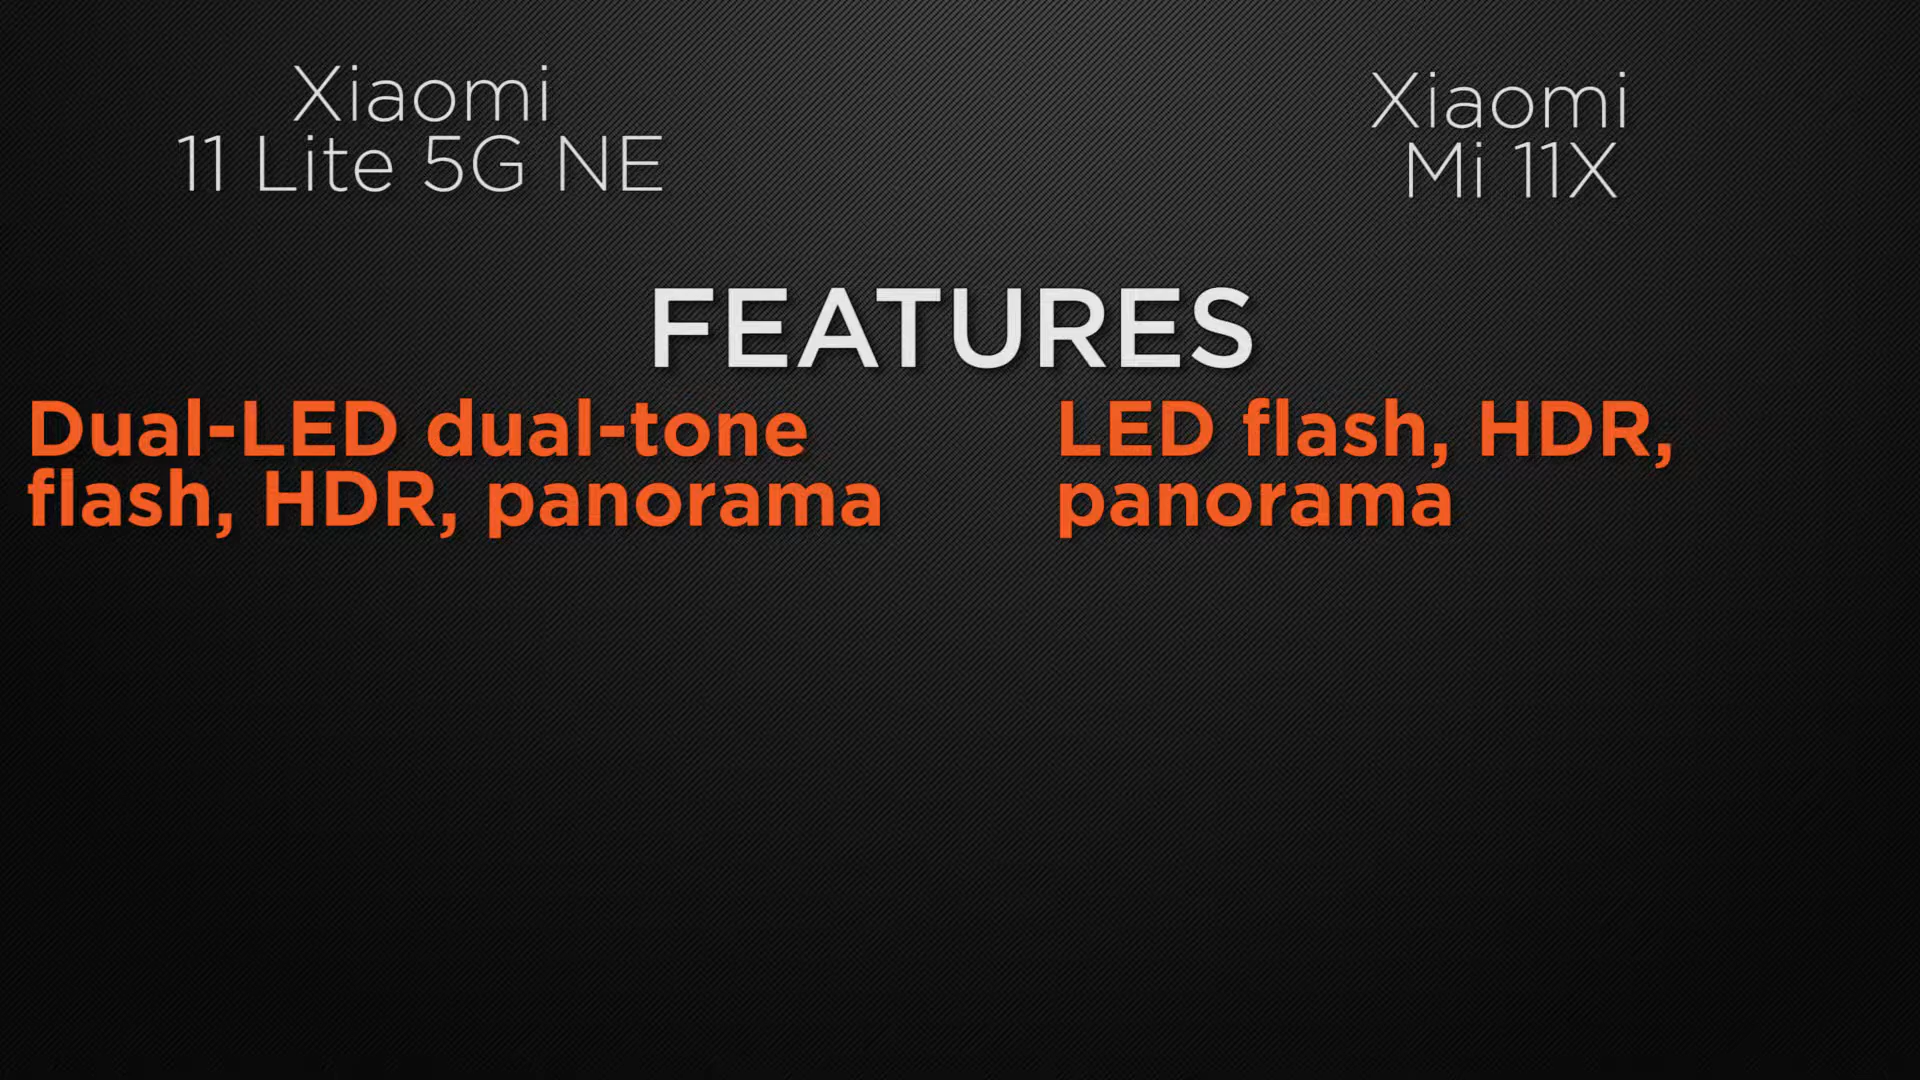 Xiaomi
11 Lite 5G NE
Xiaomi
Mi 11X
FEATURES
Dual-LED dual-tone
flash, HDR, panorama
LED flash, HDR,
panorama